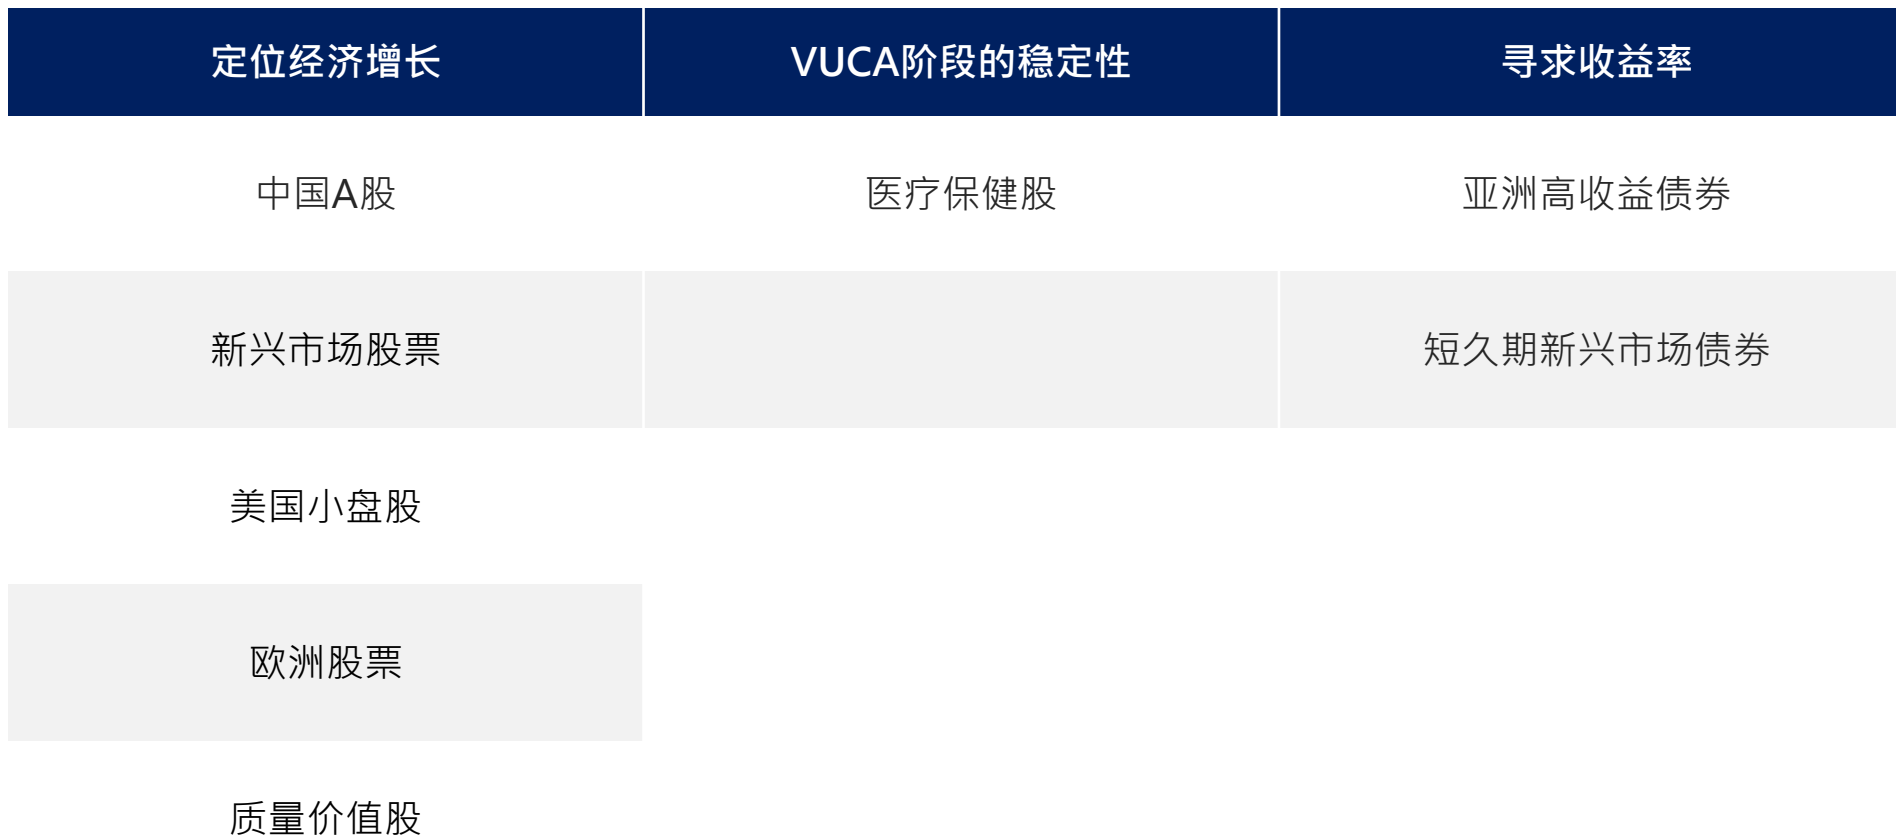 定位经济增长 VUCA阶段的稳定性 寻求收益率
中国A股 医疗保健股 亚洲高收益债券
新兴市场股票 短久期新兴市场债券
美国小盘股
欧洲股票
质量价值股